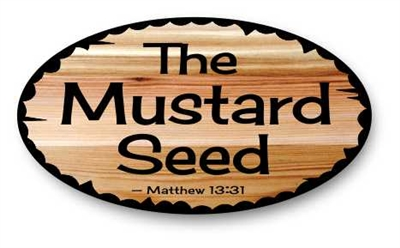 The
Mustard
Seed
— Matthew 13:31